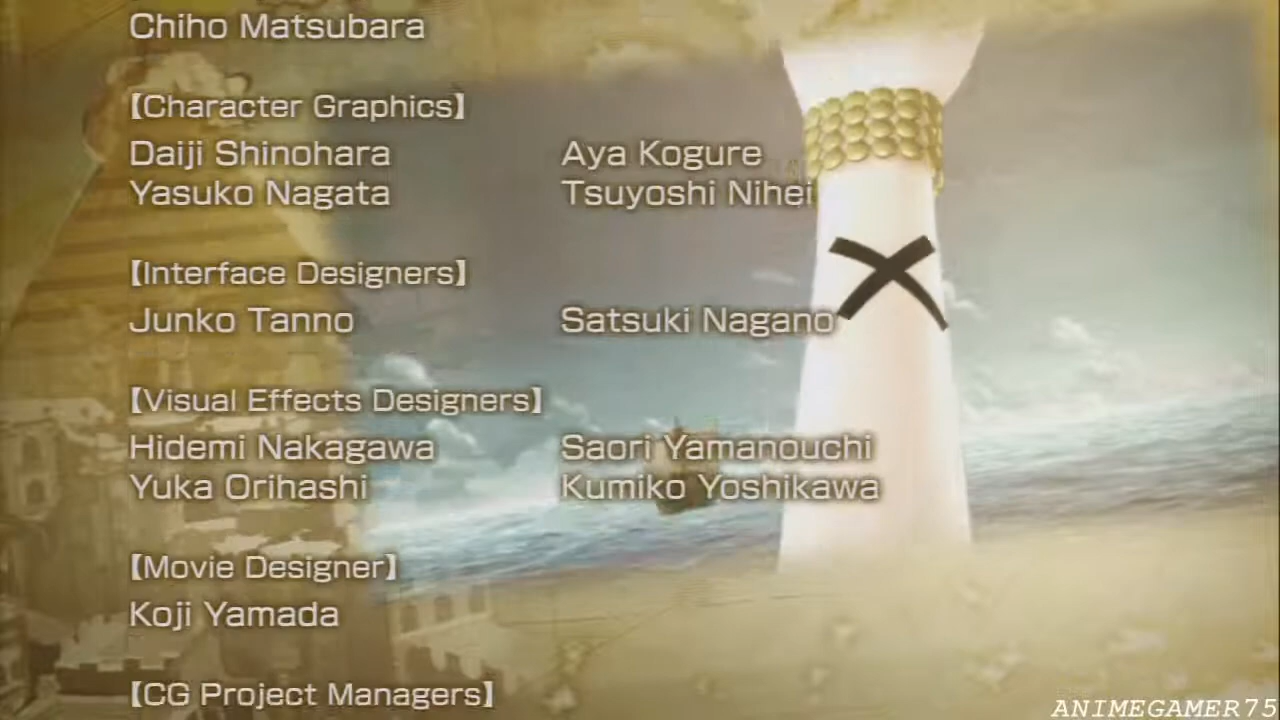 Chiho Matsubara
【Character Graphics】
Daiji Shinohara Aya Kogure
Yasuko Nagata Tsuyoshi Nihei
【Interface Designers】
Junko Tanno Satsuki Nagano
【Visual Effects Designers】
Hidemi Nakagawa Saori Yamanouchi
Yuka Orihashi Kumiko Yoshikawa
【Movie Designer】
Koji Yamada
【CG Project Managers】
ANIMEGAMER75